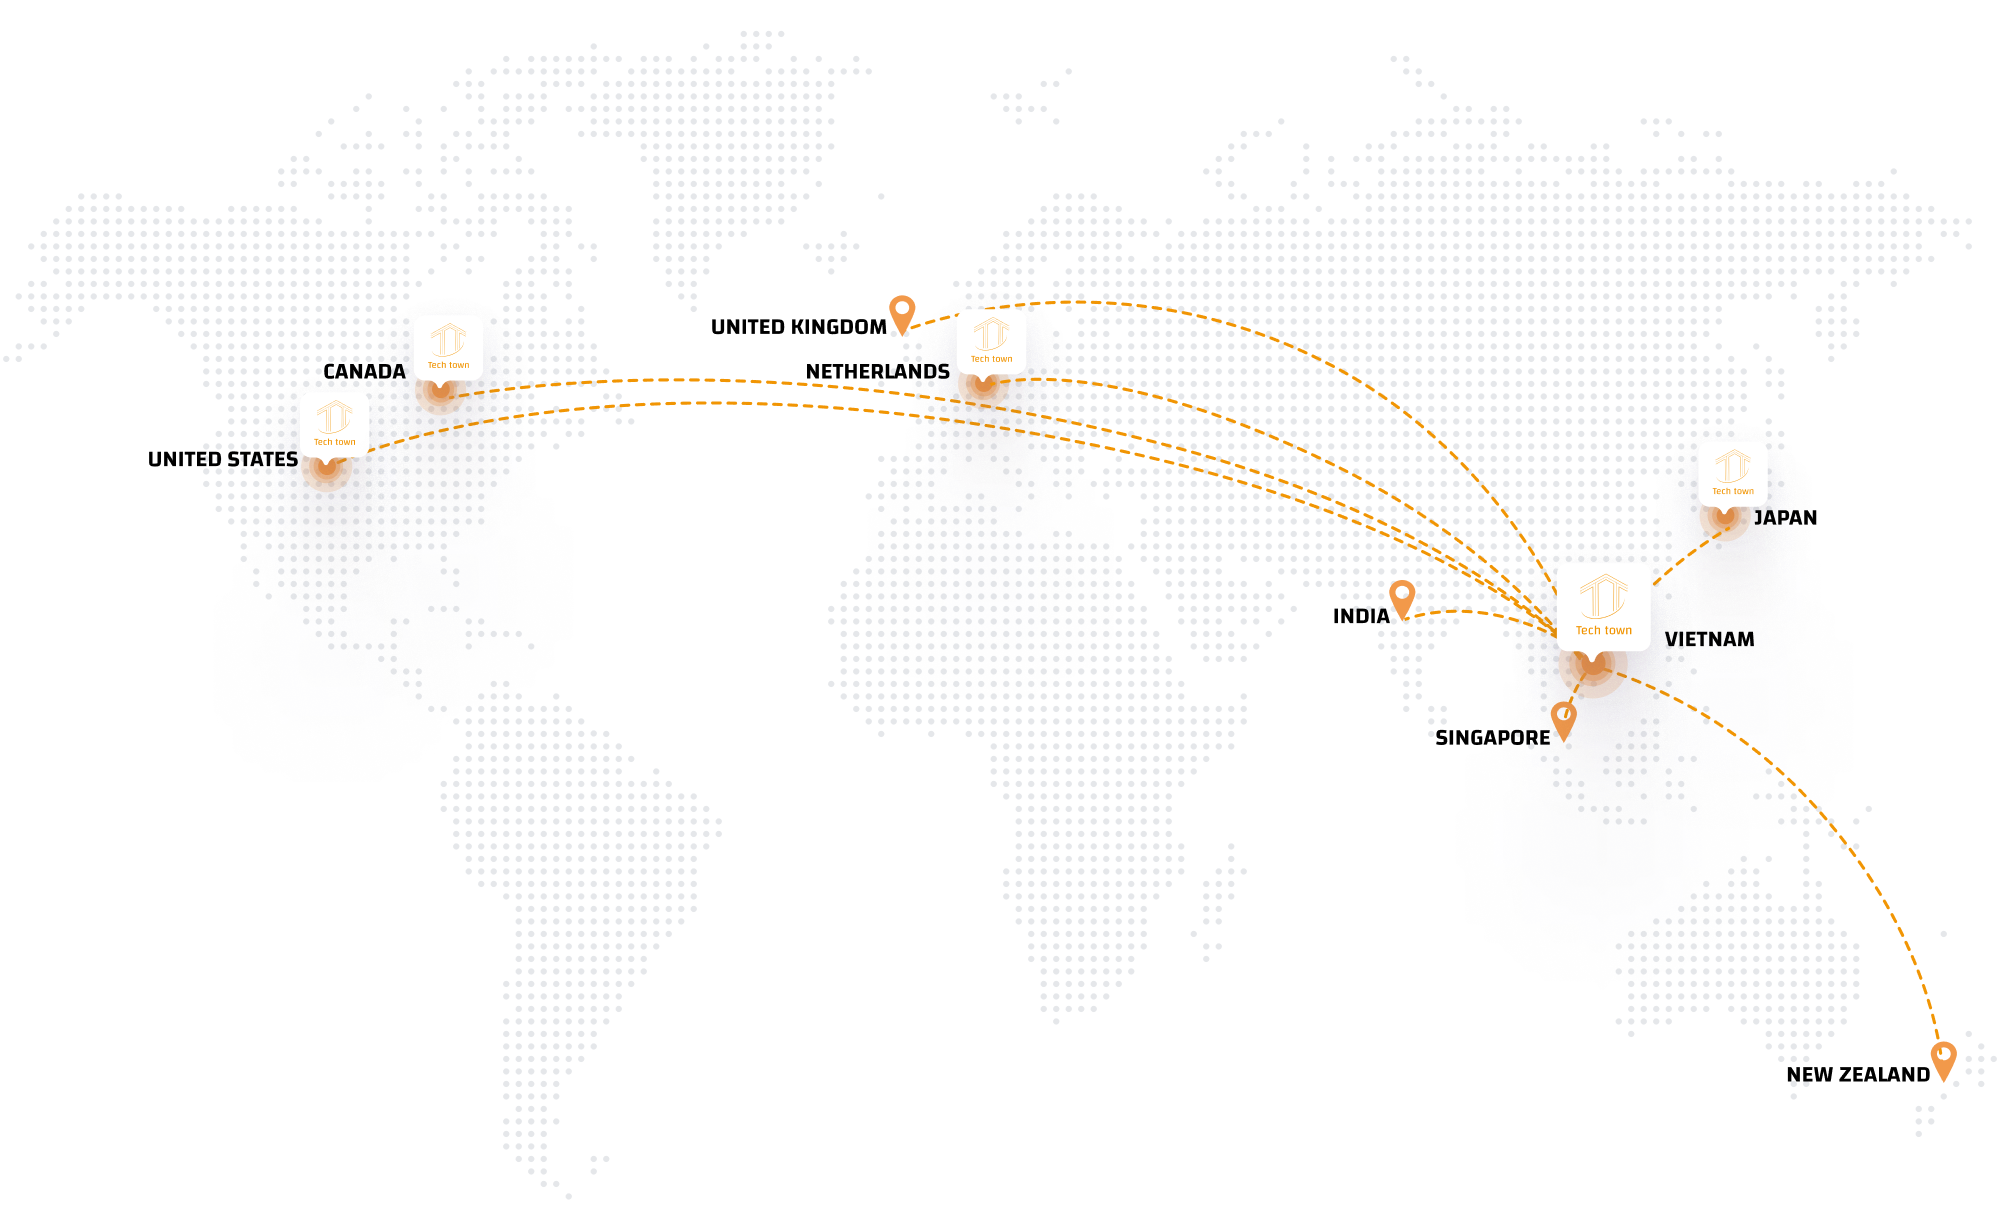 UNITED KINGDOM
Tech town
Tech town
CANADA
NETHERLANDS
Tech town
UNITED STATES
Tech town
JAPAN
INDIA
Tech town
VIETNAM
SINGAPORE
NEW ZEALAND